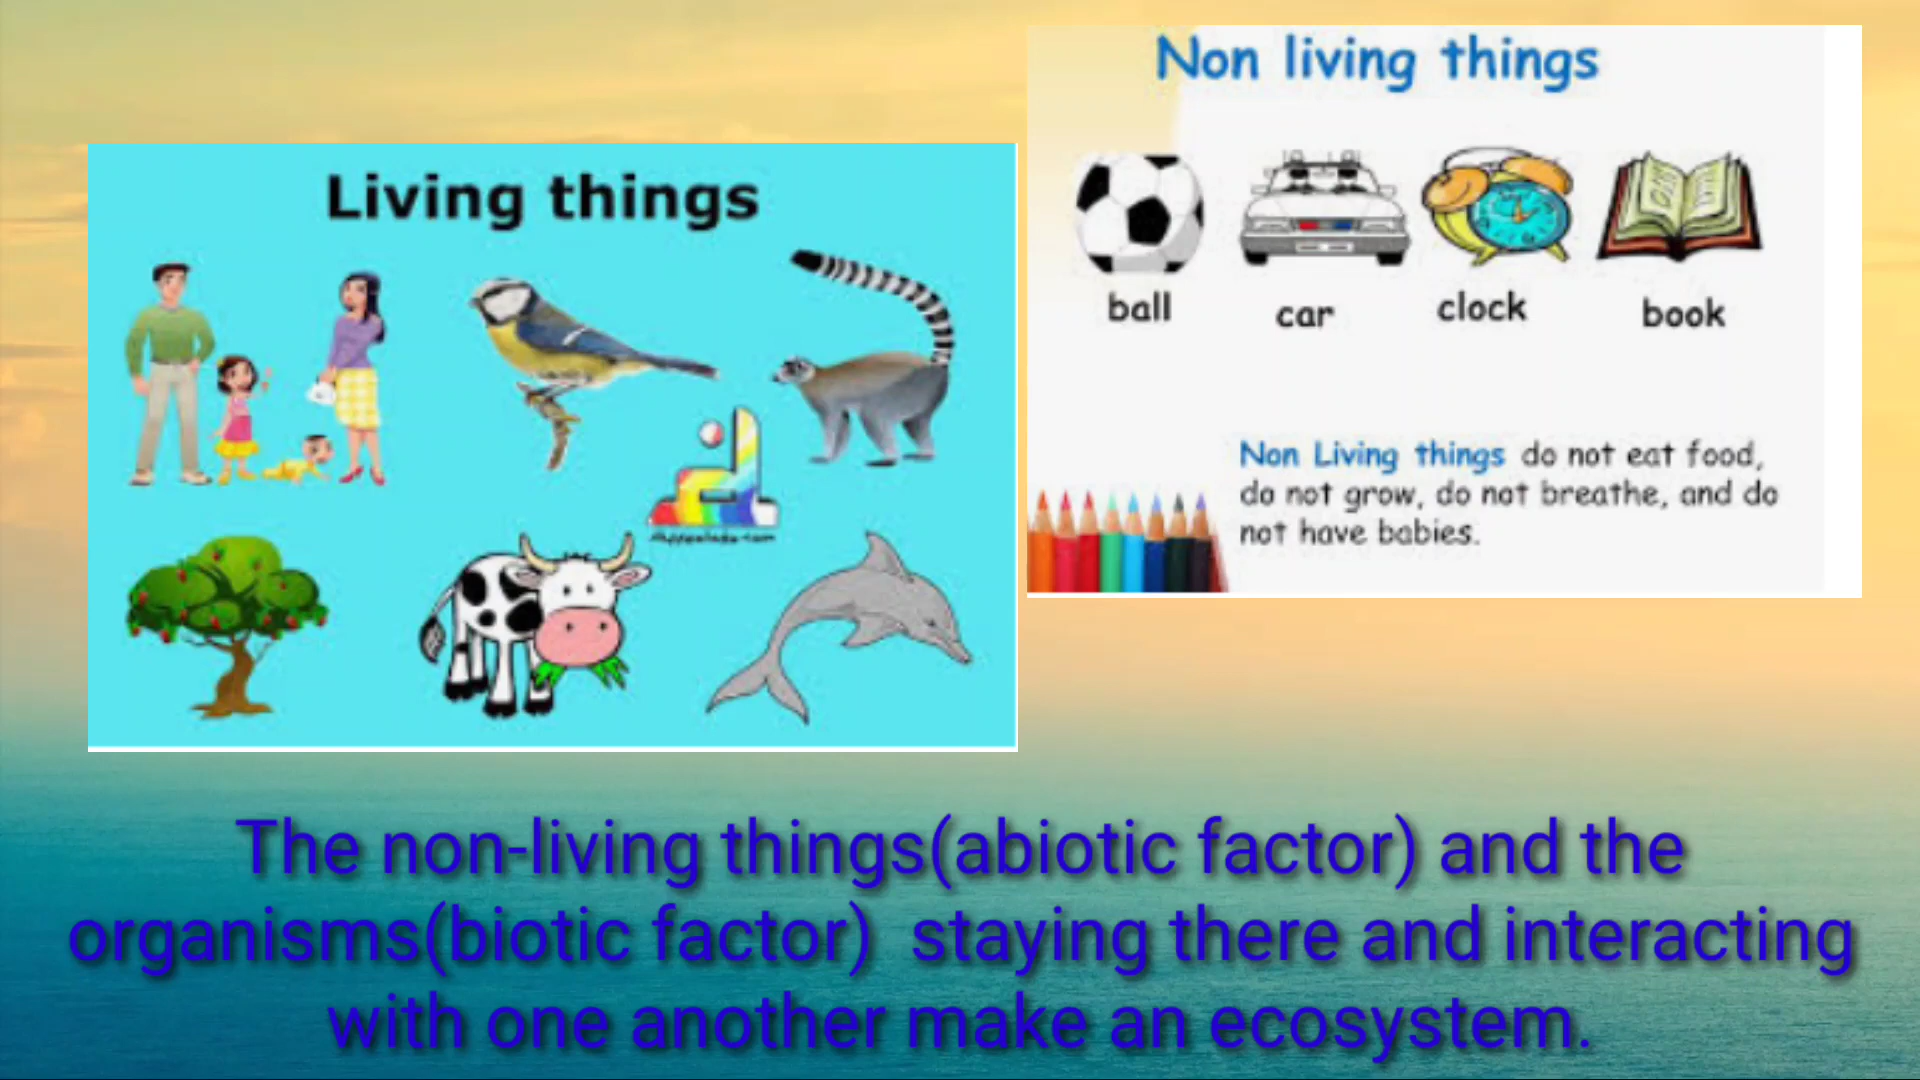 Non living things
Living things
ball
car
clock
book
Non Living things do not eat food,
do not grow, do not breathe, and do
not have babies.
The non-living things(abiotic factor) and the
organisms(biotic factor) staying there and interacting
with one another make an ecosystem.